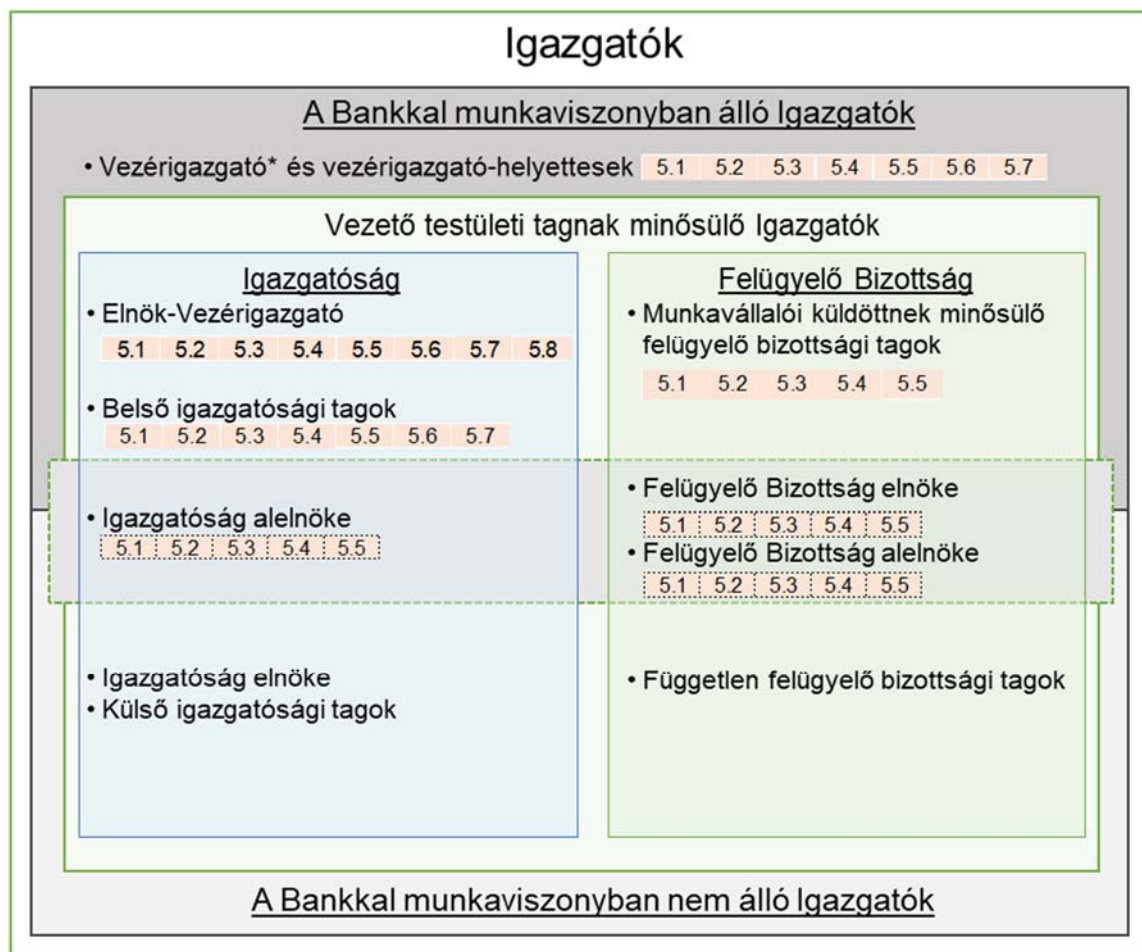 Igazgatók
A Bankkal munkaviszonyban álló Igazgatók
• Vezérigazgató* és vezérigazgató-helyettesek 5.1 5.2 5.3 5.4 5.5 5.6 5.7
Vezető testületi tagnak minősülő Igazgatók
Igazgatóság
• Elnök-Vezérigazgató
5.1 5.2 5.3 5.4 5.5 5.6 5.7 5.8
• Belső igazgatósági tagok
5.1 5.2 5.3 5.4 5.5 5.6 5.7
• Igazgatóság alelnöke
5.1 5.2 5.3 5.4 5.5
• Igazgatóság elnöke
• Külső igazgatósági tagok
Felügyelő Bizottság
• Munkavállalói küldöttnek minősülő
felügyelő bizottsági tagok
5.1 5.2 5.3 5.4 5.5
• Felügyelő Bizottság elnöke
5.1 5.2 5.3 5.4 5.5
• Felügyelő Bizottság alelnöke
5.1 5.2 5.3 5.4 5.5
• Független felügyelő bizottsági tagok
A Bankkal munkaviszonyban nem álló Igazgatók